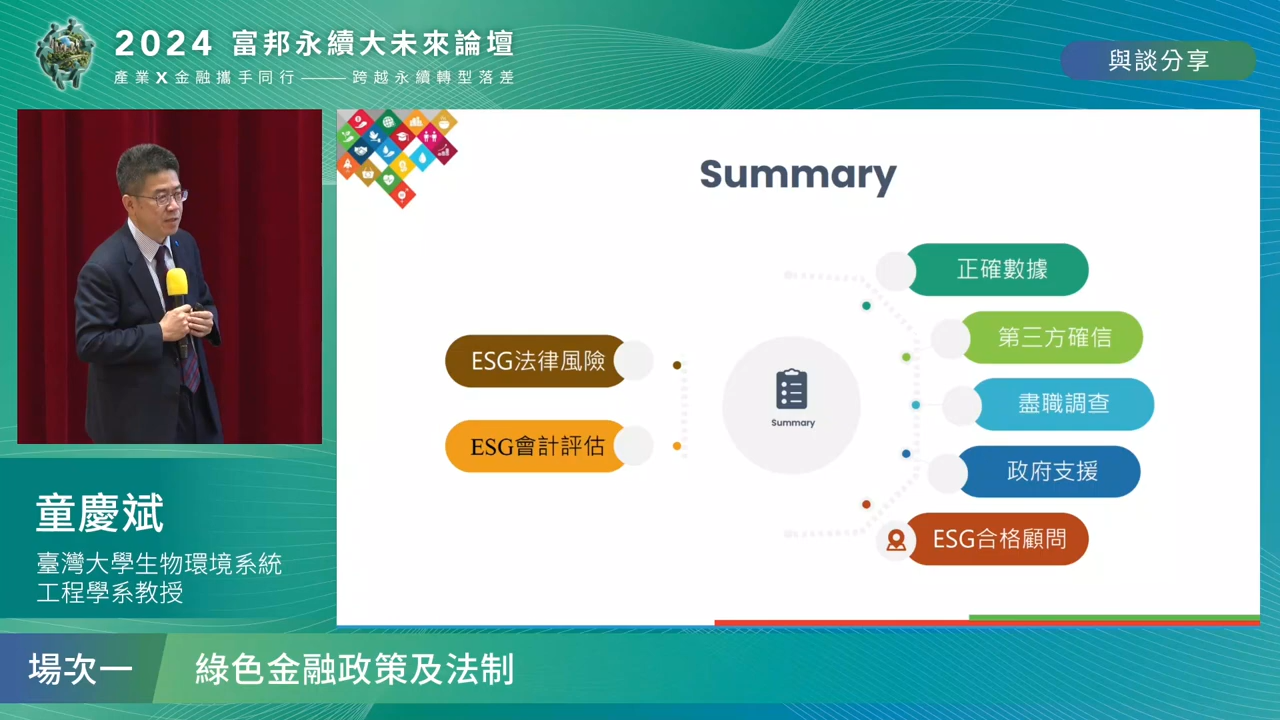 2024 富邦永續大未來論壇
產業X金融攜手同行——跨越永續轉型落差
與談分享
Summary
正確數據
第三方確信
ESG法律風險
盡職調查
Summary
ESG會計評估
政府支援
ESG合格顧問
童慶斌
臺灣大學生物環境系統
工程學系教授
場次一
綠色金融政策及法制